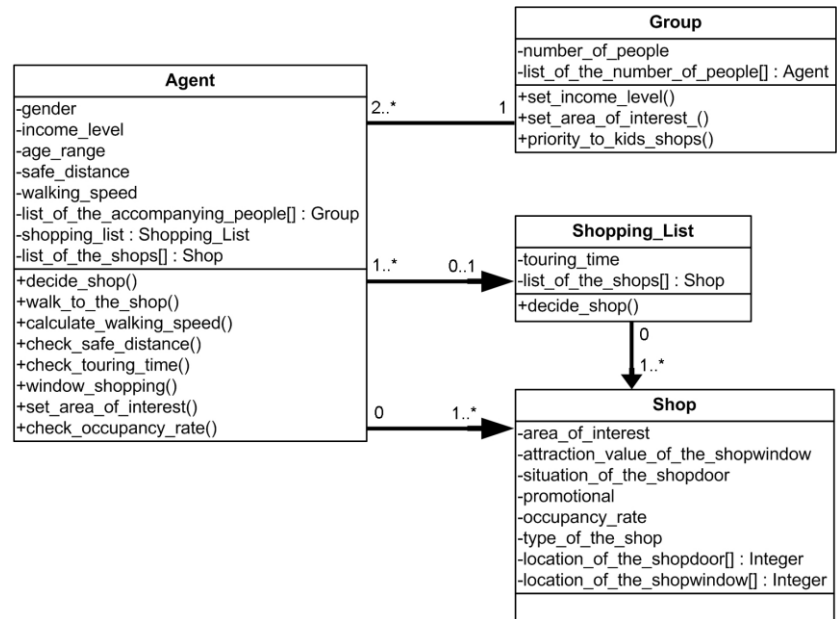 Group
-number_of_people
-list_of_the_number_of_people[] : Agent
+set_income_level()
+set_area_of_interest_()
+priority_to_kids_shops()
Agent
-gender
-income_level
-age_range
-safe_distance
-walking_speed
-list_of_the_accompanying_people[] : Group
-shopping_list : Shopping_List
-list_of_the_shops[] : Shop
+decide_shop()
+walk_to_the_shop()
+calculate_walking_speed()
+check_safe_distance()
+check_touring_time()
+window_shopping()
+set_area_of_interest()
+check_occupancy_rate()
2..* 1
1..* 0..1
0 1..*
Shopping_List
-touring_time
-list_of_the_shops[] : Shop
+decide_shop()
0
1..*
Shop
-area_of_interest
-attraction_value_of_the_shopwindow
-situation_of_the_shopdoor
-promotional
-occupancy_rate
-type_of_the_shop
-location_of_the_shopdoor[] : Integer
-location_of_the_shopwindow[] : Integer